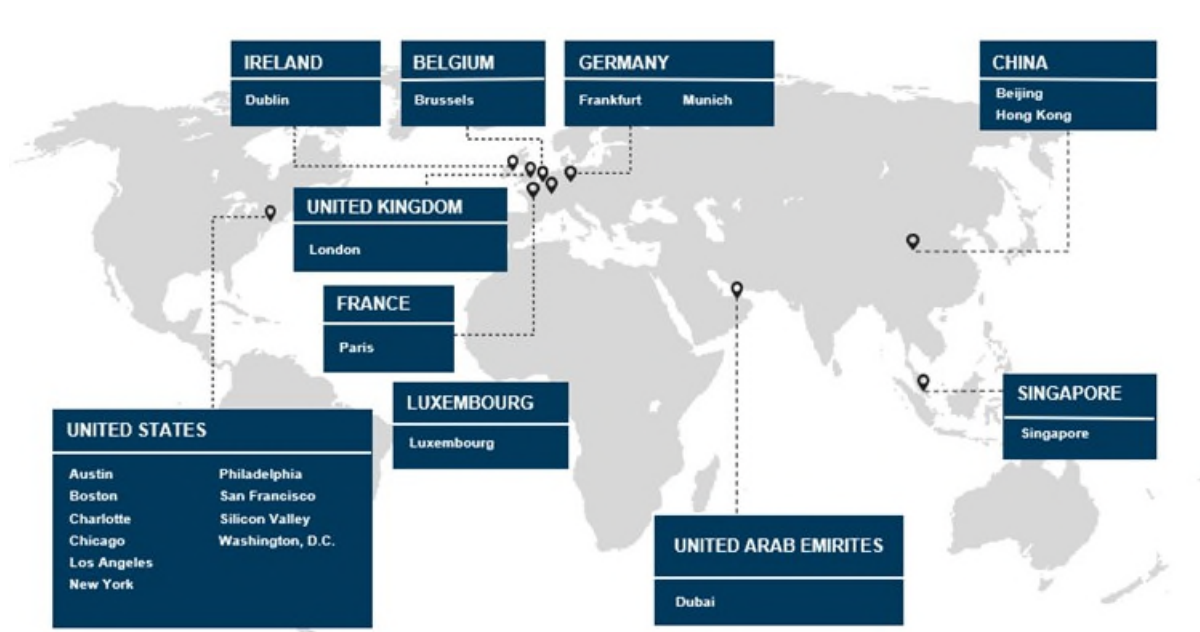 IRELAND
Dublin
BELGIUM
Brussels
GERMANY
Frankfurt Munich
CHINA
Beijing
Hong Kong
UNITED KINGDOM
London
FRANCE
Paris
LUXEMBOURG
Luxembourg
SINGAPORE
Singapore
UNITED STATES
Austin Philadelphia
Boston San Francisco
Charlotte Silicon Valley
Chicago Washington, D.C.
Los Angeles
New York
UNITED ARAB EMIRITES
Dubai